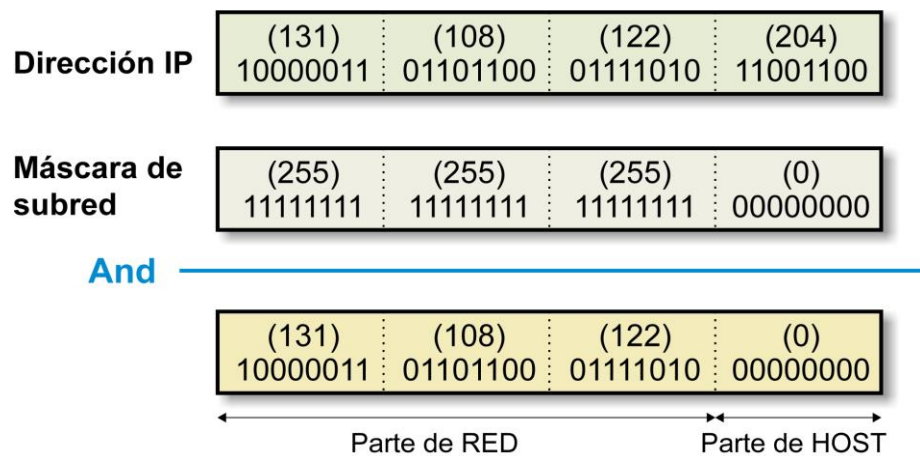 (131) (108) (122) (204)
Dirección IP
10000011 01101100 01111010 11001100
Máscara de
subred
(255) (255) (255) (0)
11111111 11111111 11111111 00000000
And
(131) (108) (122) (0)
10000011 01101100 01111010 00000000
Parte de RED Parte de HOST